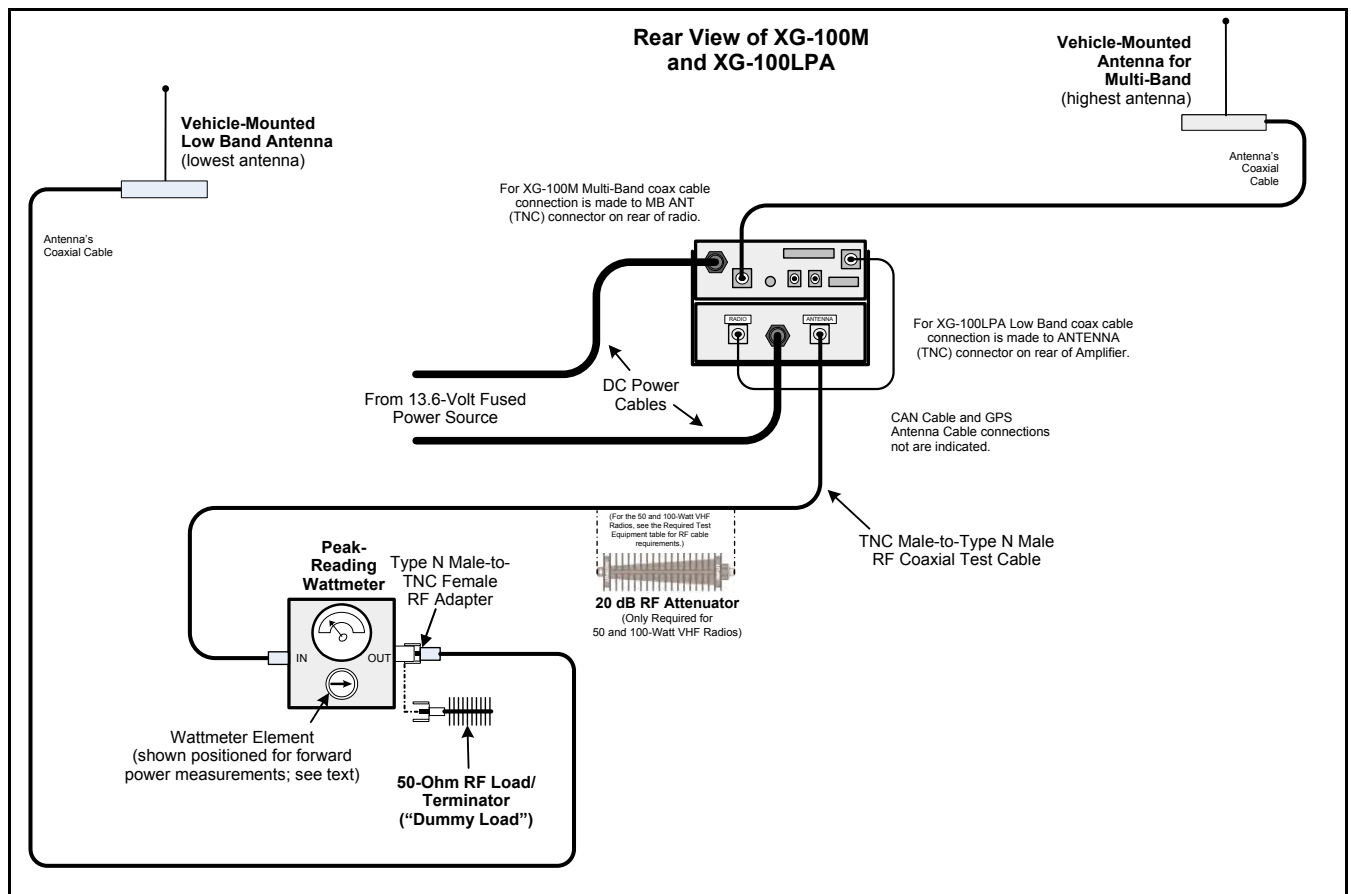 Rear View of XG-100M
and XG-100LPA
Vehicle-Mounted
Antenna for
Multi-Band
(highest antenna)
Vehicle-Mounted
Low Band Antenna
(lowest antenna)
Antenna's
Coaxial
Cable
For XG-100M Multi-Band coax cable
connection is made to MB ANT
(TNC) connector on rear of radio.
Antenna's
Coaxial Cable
RADIO
ANTENNA
For XG-100LPA Low Band coax cable
connection is made to ANTENNA
(TNC) connector on rear of Amplifier.
DC Power
Cables
From 13.6-Volt Fused
Power Source
CAN Cable and GPS
Antenna Cable connections
not are indicated.
(For the 50 and 100-Watt VHF
Radios, see the Required Test
Equipment table for RF cable
requirements.)
TNC Male-to-Type N Male
RF Coaxial Test Cable
Peak-
Reading
Wattmeter
Type N Male-to-
TNC Female
RF Adapter
20 dB RF Attenuator
(Only Required for
50 and 100-Watt VHF Radios)
IN
OUT
Wattmeter Element
(shown positioned for forward
power measurements; see text)
50-Ohm RF Load/
Terminator
(“Dummy Load”)